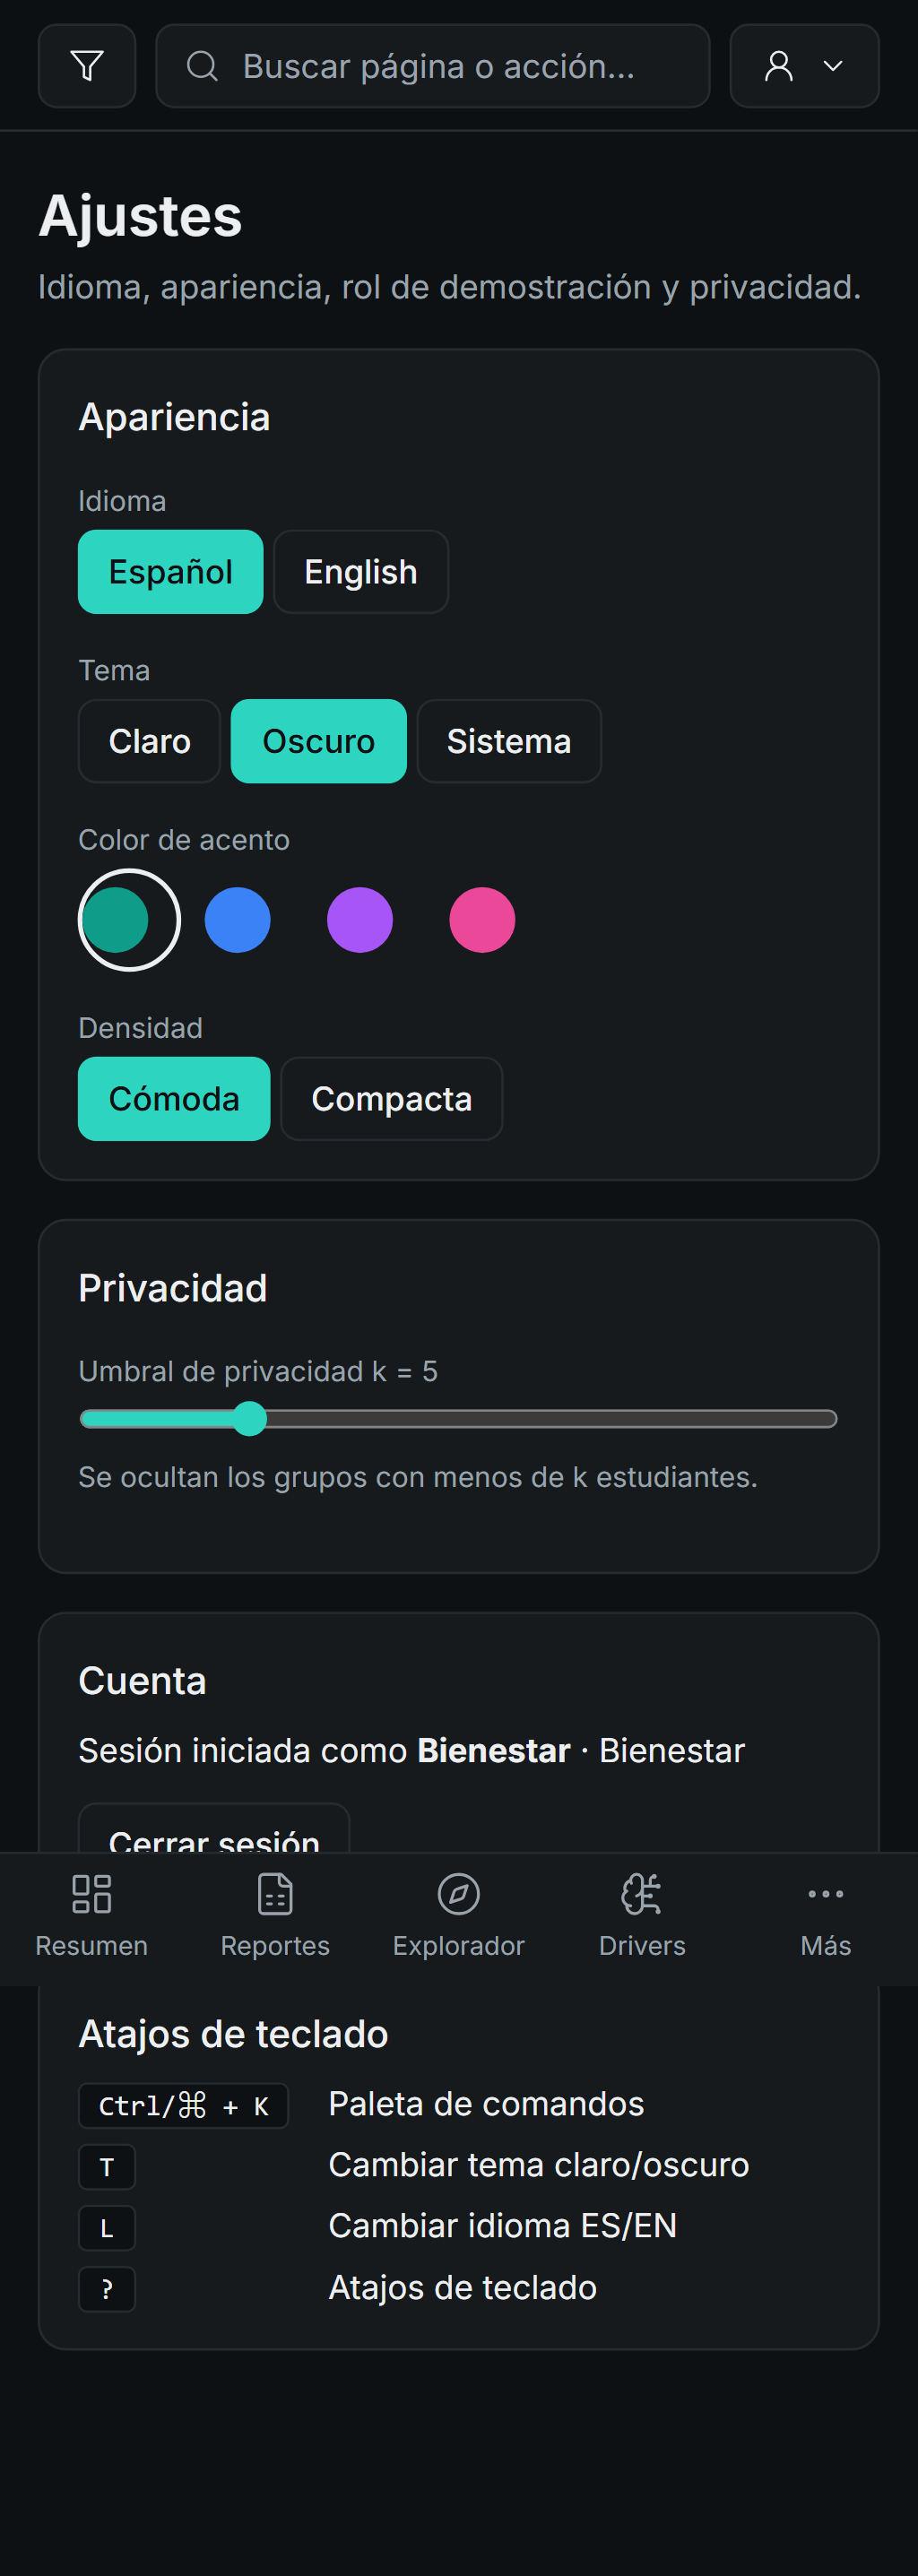 Buscar página o acción...
Ajustes
Idioma, apariencia, rol de demostración y privacidad.
Apariencia
Idioma
Español English
Tema
Claro Oscuro Sistema
Color de acento
Densidad
Cómoda Compacta
Privacidad
Umbral de privacidad k = 5
Se ocultan los grupos con menos de k estudiantes.
Cuenta
Sesión iniciada como Bienestar · Bienestar
Cerrar sesión
Resumen Reportes Explorador Drivers Más
Atajos de teclado
Ctrl/⌘ + K Paleta de comandos
T Cambiar tema claro/oscuro
L Cambiar idioma ES/EN
? Atajos de teclado